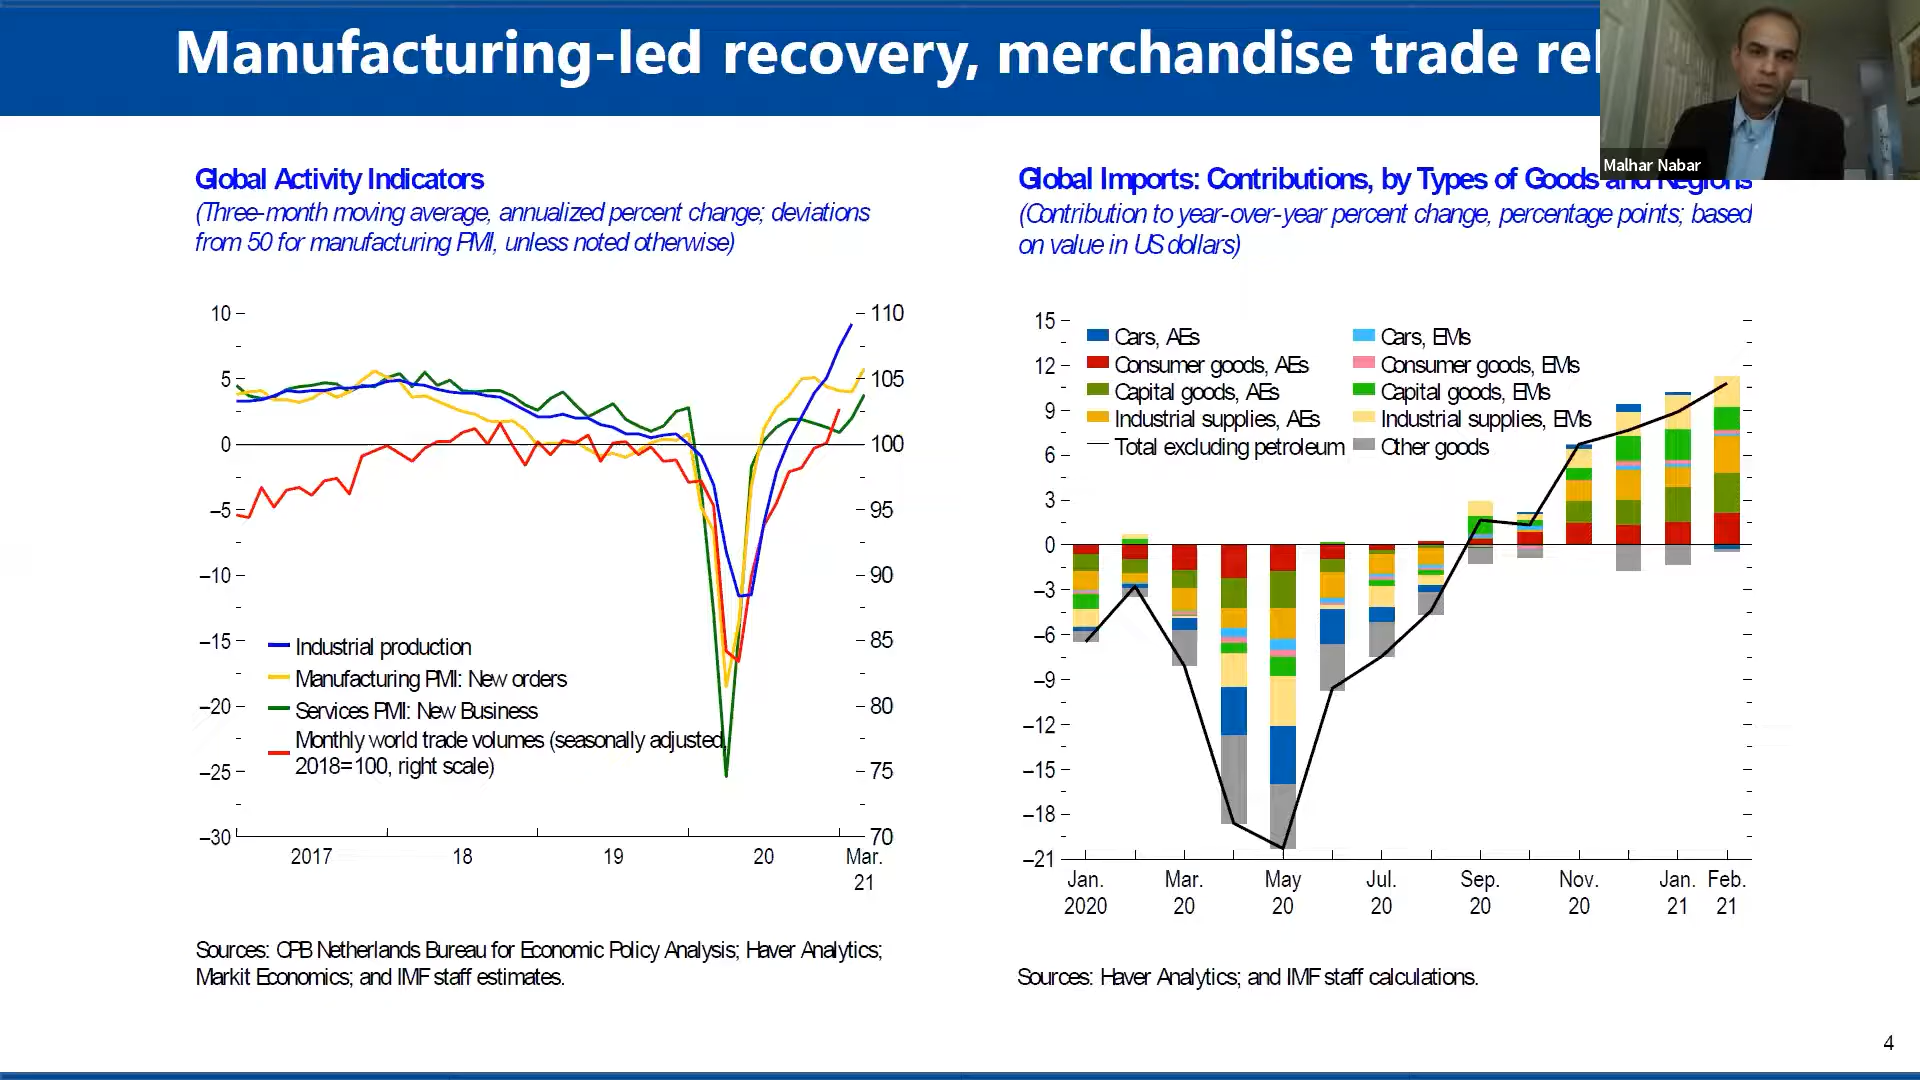 Manufacturing-led recovery, merchandise trade
Malhar Nabar
Global Activity Indicators
(Three-month moving average, annualized percent change; deviations
from 50 for manufacturing PMI, unless noted otherwise)
10
5
0
–5
–10
–15
–20
–25
–30
110
105
100
95
90
85
80
75
70
Industrial production
Manufacturing PMI: New orders
Services PMI: New Business
Monthly world trade volumes (seasonally adjusted,
2018=100, right scale)
2017 18 19 20 Mar.
21
Sources: CPB Netherlands Bureau for Economic Policy Analysis; Haver Analytics;
Markit Economics; and IMF staff estimates.
Global Imports: Contributions, by Types of Goods and Regions
(Contribution to year-over-year percent change, percentage points; based
on value in US dollars)
15
12
9
6
3
0
–3
–6
–9
–12
–15
–18
–21
Cars, AEs Cars, EMs
Consumer goods, AEs Consumer goods, EMs
Capital goods, AEs Capital goods, EMs
Industrial supplies, AEs Industrial supplies, EMs
Total excluding petroleum Other goods
Jan. Mar. May Jul. Sep. Nov. Jan. Feb.
2020 20 20 20 20 20 21 21
Sources: Haver Analytics; and IMF staff calculations.
4